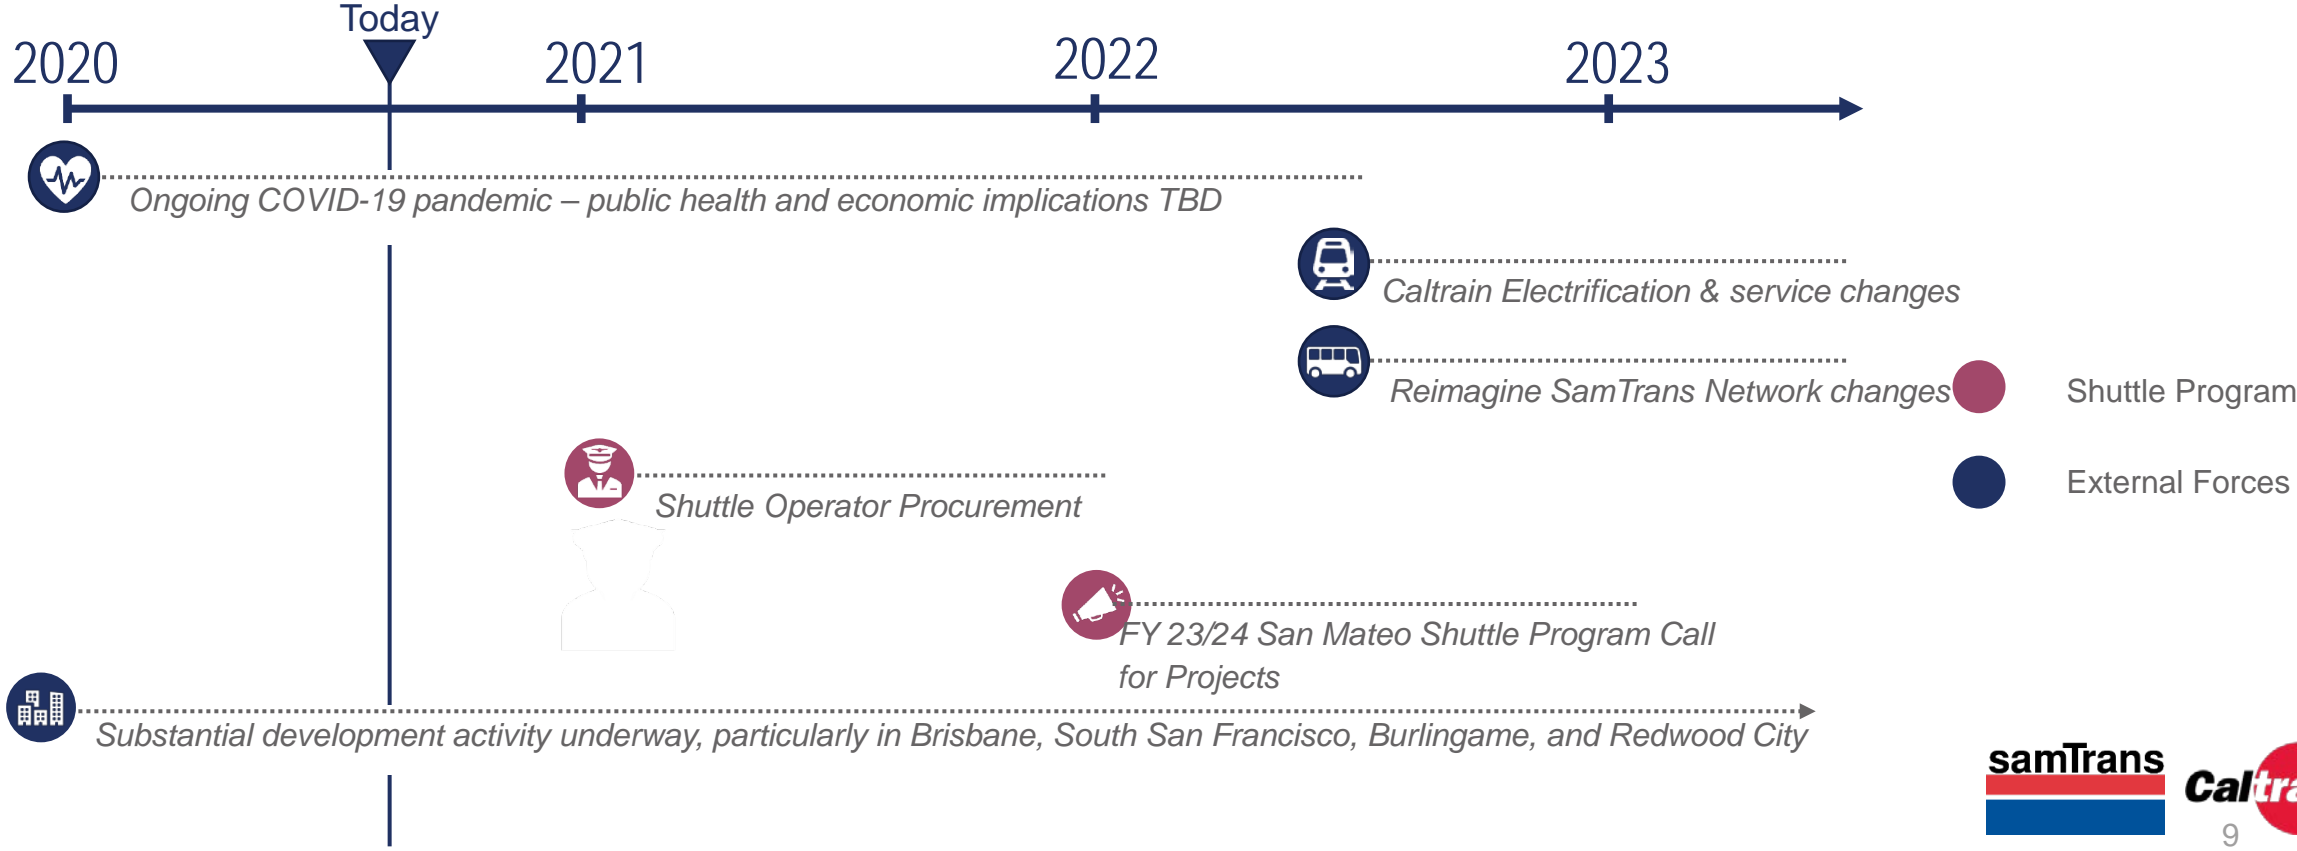 Today
2020
2021
2022
2023
Ongoing COVID-19 pandemic – public health and economic implications TBD
Caltrain Electrification & service changes
Reimagine SamTrans Network changes
Shuttle Program
Shuttle Operator Procurement
External Forces
FY 23/24 San Mateo Shuttle Program Call
for Projects
Substantial development activity underway, particularly in Brisbane, South San Francisco, Burlingame, and Redwood City
samTrans
Caltra
9